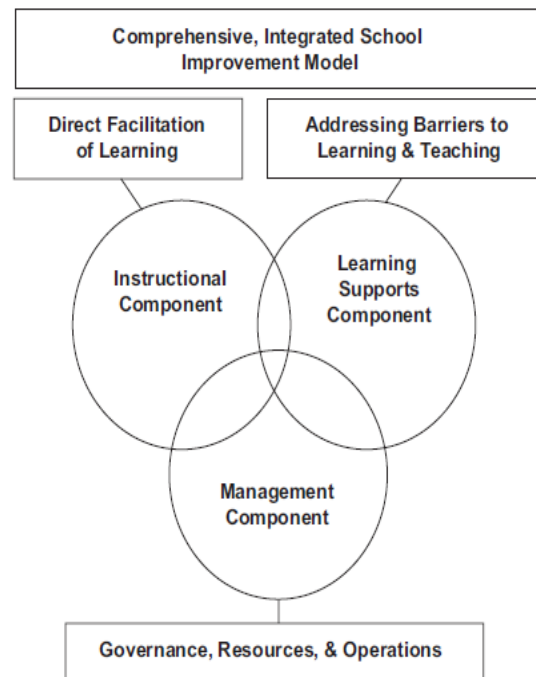 Comprehensive, Integrated School
Improvement Model
Direct Facilitation
of Learning
Addressing Barriers to
Learning & Teaching
Instructional
Component
Learning
Supports
Component
Management
Component
Governance, Resources, & Operations